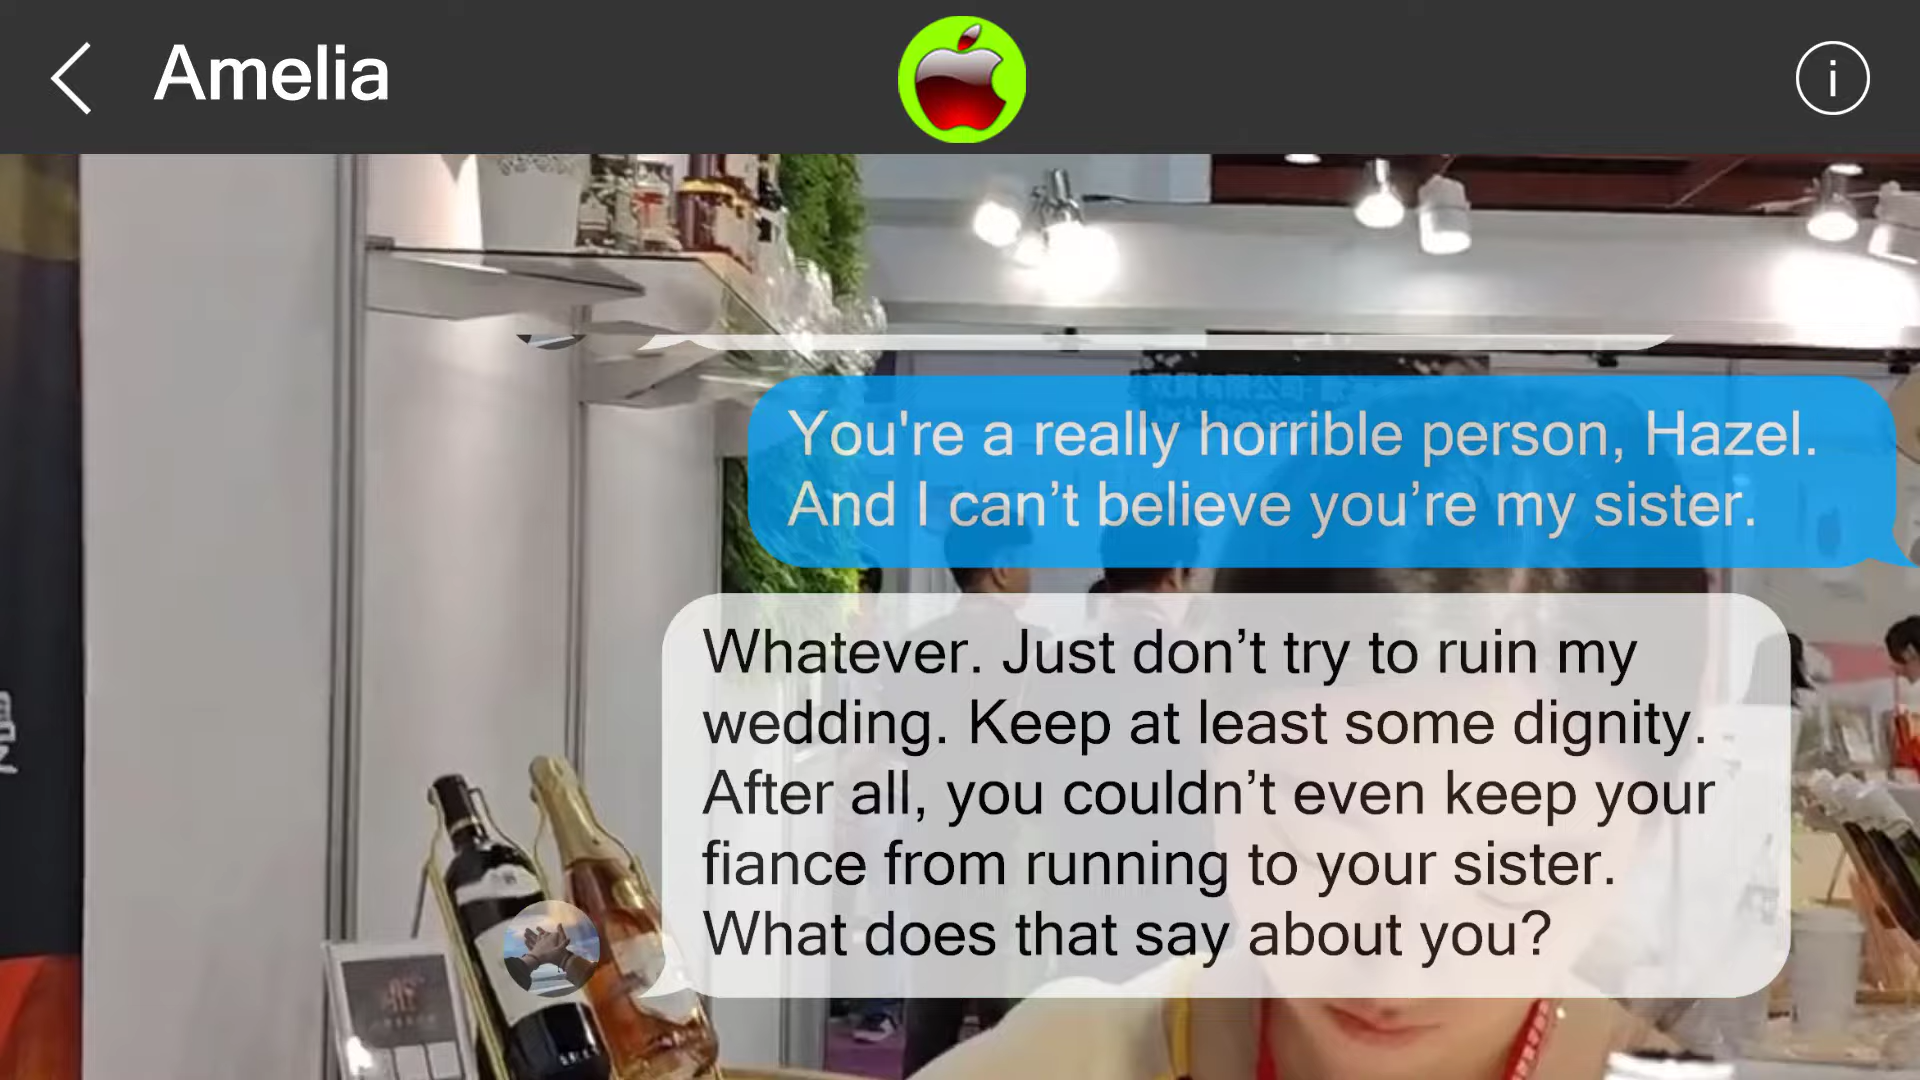 Amelia
You're a really horrible person, Hazel.
And I can’t believe you’re my sister.
Whatever. Just don’t try to ruin my
wedding. Keep at least some dignity.
After all, you couldn’t even keep your
fiance from running to your sister.
What does that say about you?